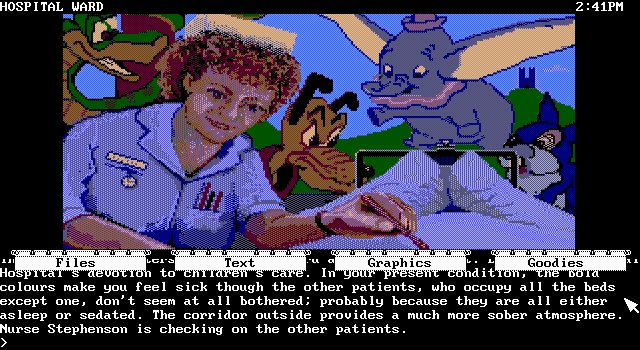 HOSPITAL WARD 2:41PM
Files Text Graphics Goodies
Hospital's devotion to children's care. In your present condition, the bold
colours make you feel sick though the other patients, who occupy all the beds
except one, don't seem at all bothered; probably because they are all either
asleep or sedated. The corridor outside provides a much more sober atmosphere.
Nurse Stephenson is checking on the other patients.
>